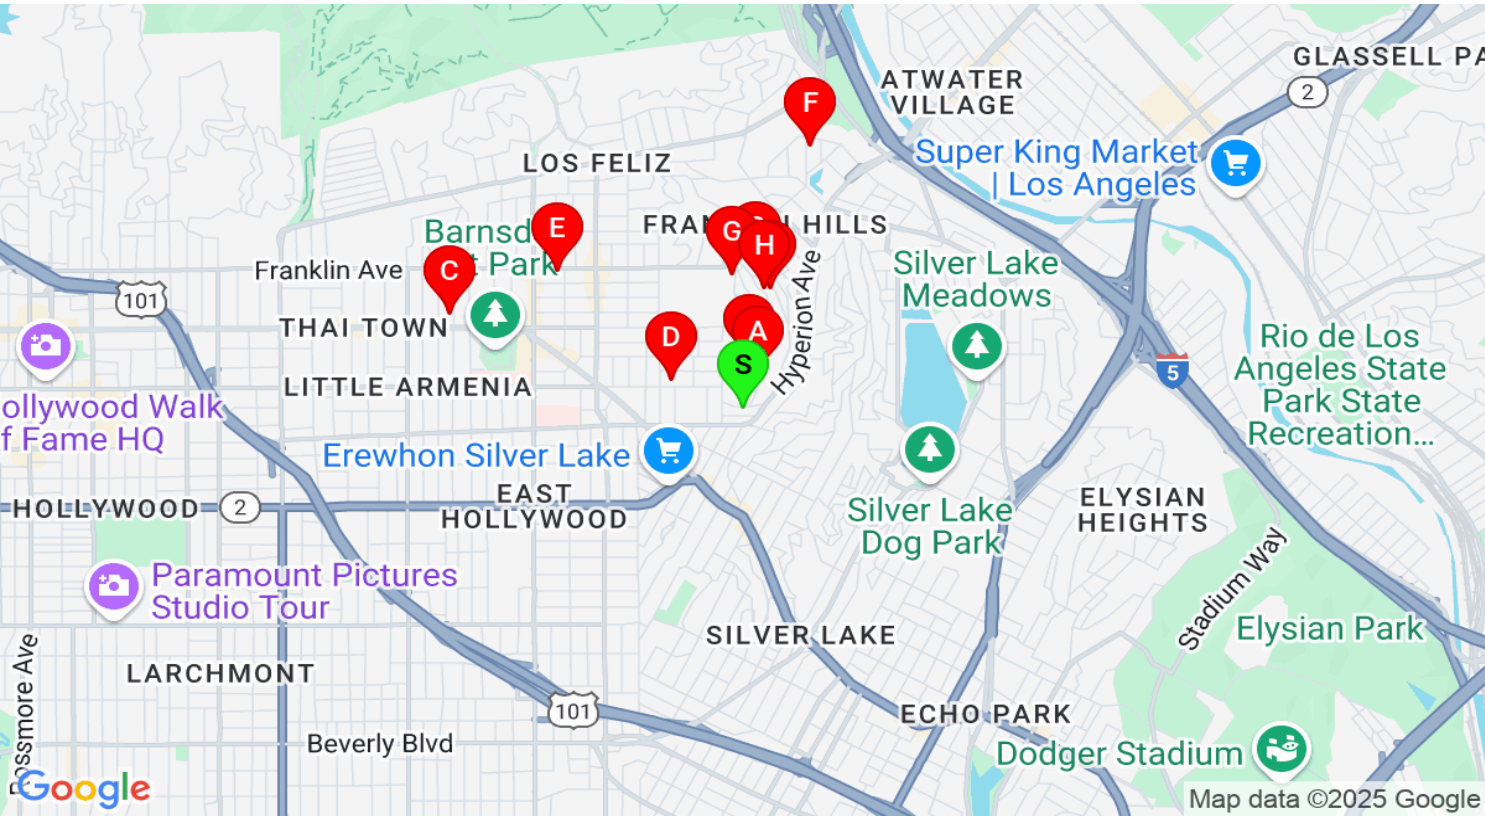 GLASSELL PA
2
ATWATER
VILLAGE
F
Super King Market
| Los Angeles
LOS FELIZ
FRAN
HILLS
G
H
E
Barnsd
t Park
C
Franklin Ave
101
THAI TOWN
Silver Lake
Meadows
Hyperion Ave
D
A
S
LITTLE ARMENIA
Rio de Los
Angeles State
Park State
Recreation...
5
ollywood Walk
f Fame HQ
Erewhon Silver Lake
HOLLYWOOD
2
EAST
HOLLYWOOD
Silver Lake
Dog Park
ELYSIAN
HEIGHTS
Stadium Way
Paramount Pictures
Studio Tour
Elysian Park
SILVER LAKE
LARCHMONT
Rossmore Ave
101
ECHO PARK
Beverly Blvd
Dodger Stadium
Google
Map data ©2025 Google